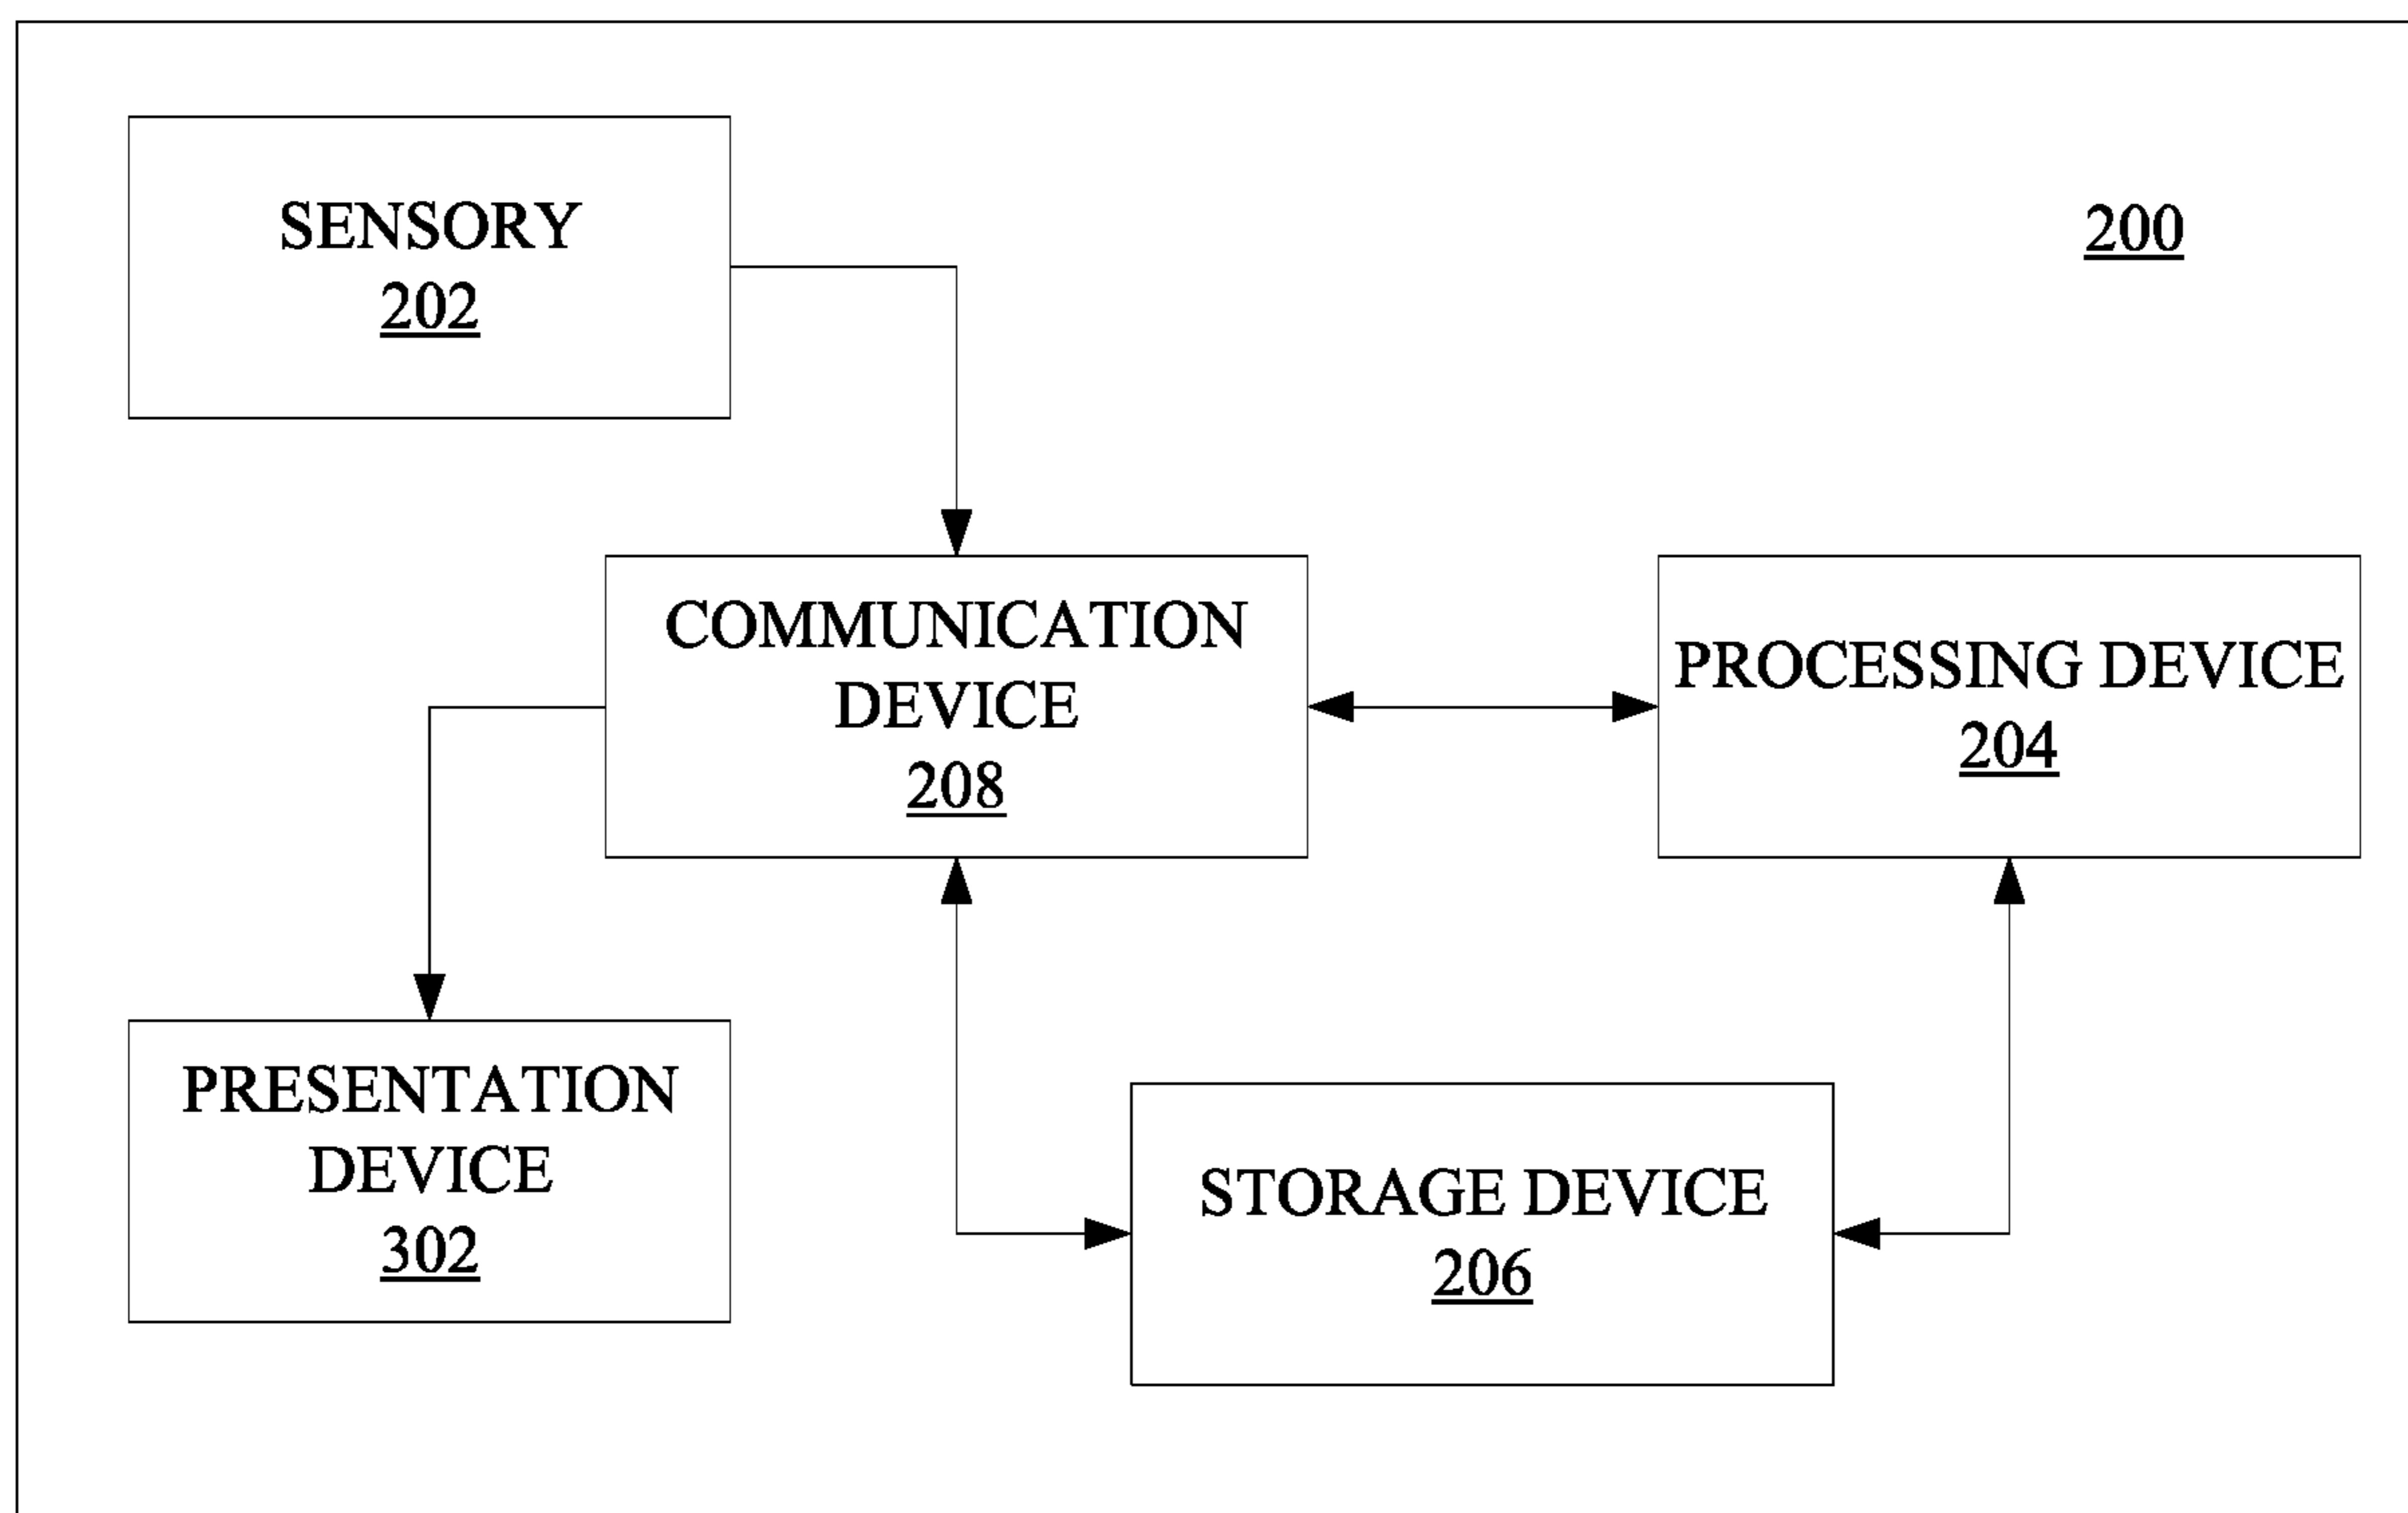 SENSORY
202
200
COMMUNICATION
DEVICE
208
PROCESSING DEVICE
204
PRESENTATION
DEVICE
302
STORAGE DEVICE
206